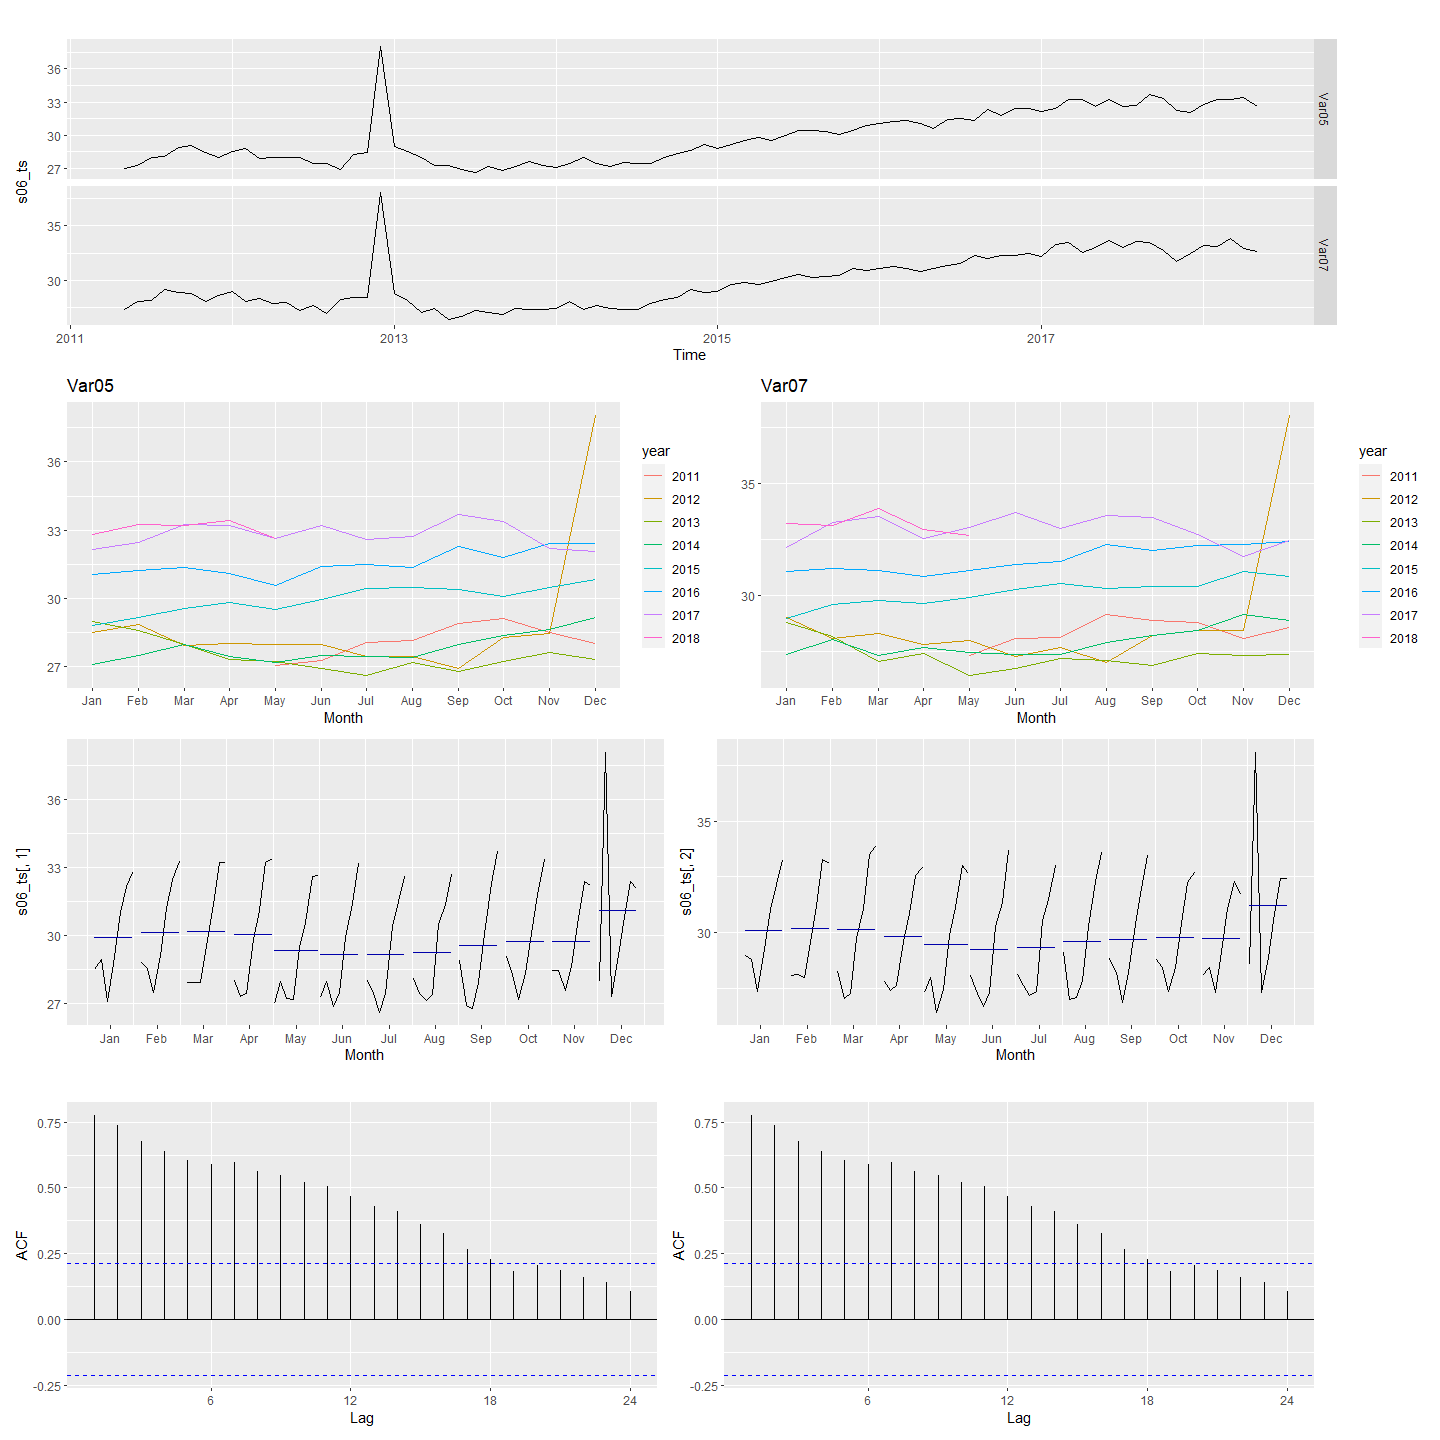 36
33
30
27
Var05
s06_ts
35
30
Var07
2011 2013 2015 2017
Time
Var05
36
33
30
27
Jan Feb Mar Apr May Jun Jul Aug Sep Oct Nov Dec
Month
year
2011
2012
2013
2014
2015
2016
2017
2018
Var07
35
30
Jan Feb Mar Apr May Jun Jul Aug Sep Oct Nov Dec
Month
year
2011
2012
2013
2014
2015
2016
2017
2018
s06_ts[, 1]
36
33
30
27
Jan Feb Mar Apr May Jun Jul Aug Sep Oct Nov Dec
Month
s06_ts[, 2]
35
30
Jan Feb Mar Apr May Jun Jul Aug Sep Oct Nov Dec
Month
ACF
0.75
0.50
0.25
0.00
-0.25
6 12 18 24
Lag
ACF
0.75
0.50
0.25
0.00
-0.25
6 12 18 24
Lag